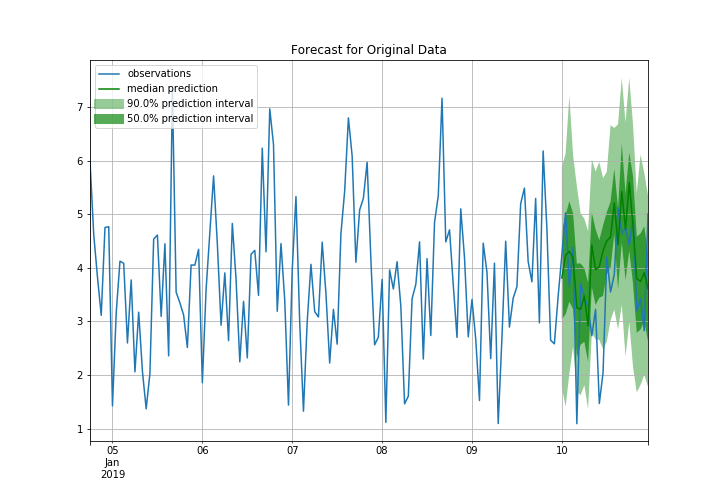 Forecast for Original Data
observations
median prediction
90.0% prediction interval
50.0% prediction interval
7
6
5
4
3
2
1
05 06 07 08 09 10
Jan
2019